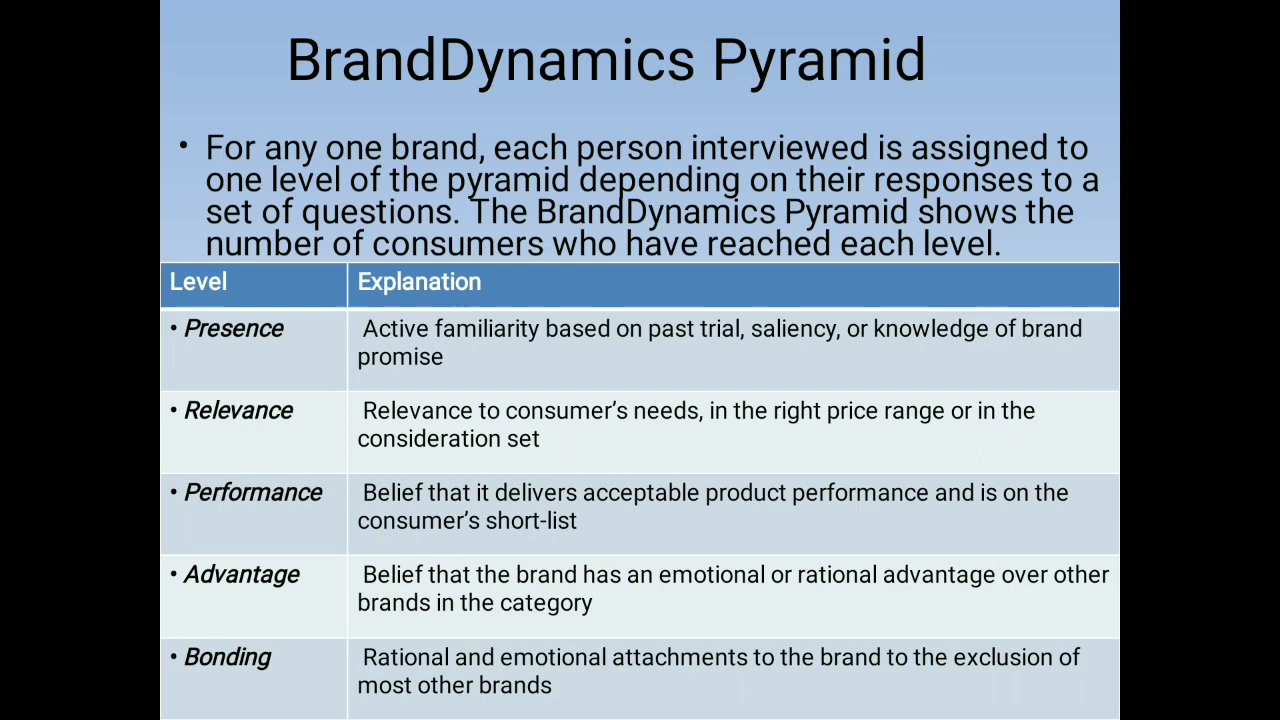 BrandDynamics Pyramid
• For any one brand, each person interviewed is assigned to
one level of the pyramid depending on their responses to a
set of questions. The BrandDynamics Pyramid shows the
number of consumers who have reached each level.
Level Explanation
• Presence Active familiarity based on past trial, saliency, or knowledge of brand
promise
• Relevance Relevance to consumer’s needs, in the right price range or in the
consideration set
• Performance Belief that it delivers acceptable product performance and is on the
consumer’s short-list
• Advantage Belief that the brand has an emotional or rational advantage over other
brands in the category
• Bonding Rational and emotional attachments to the brand to the exclusion of
most other brands